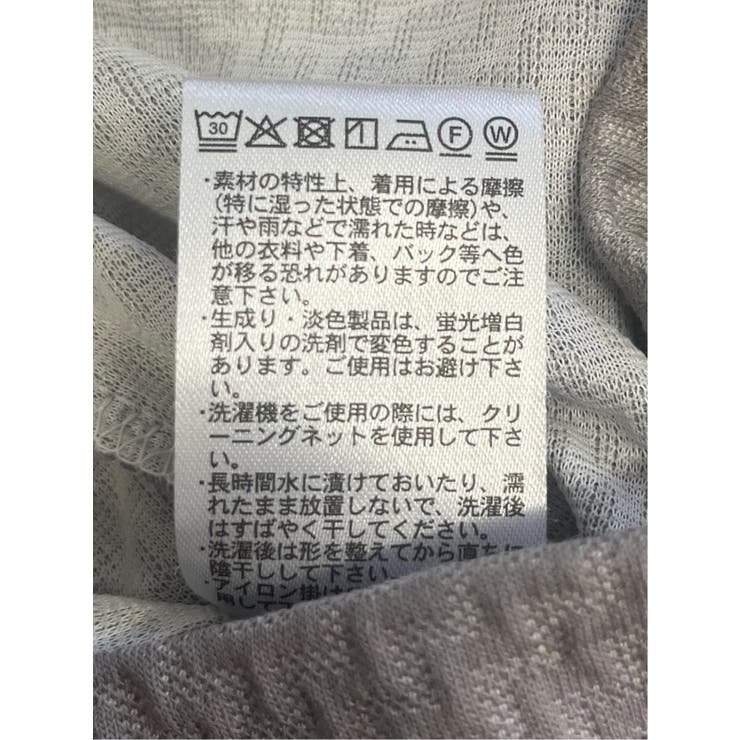 30 F W
・素材の特性上、着用による摩擦
(特に湿った状態での摩擦)や、
汗や雨などで濡れた時などは、
他の衣料や下着、バック等へ色
が移る恐れがありますのでご注
意下さい。
・生成り・淡色製品は、蛍光増白
剤入りの洗剤で変色することが
あります。ご使用はお避け下さ
い。
・洗濯機をご使用の際には、クリ
ーニングネットを使用して下さ
い。
・長時間水に漬けておいたり、濡
れたまま放置しないで、洗濯後
はすばやく干してください。
・洗濯後は形を整えてから直ちに
陰干しして下さい。
・アイロン掛け